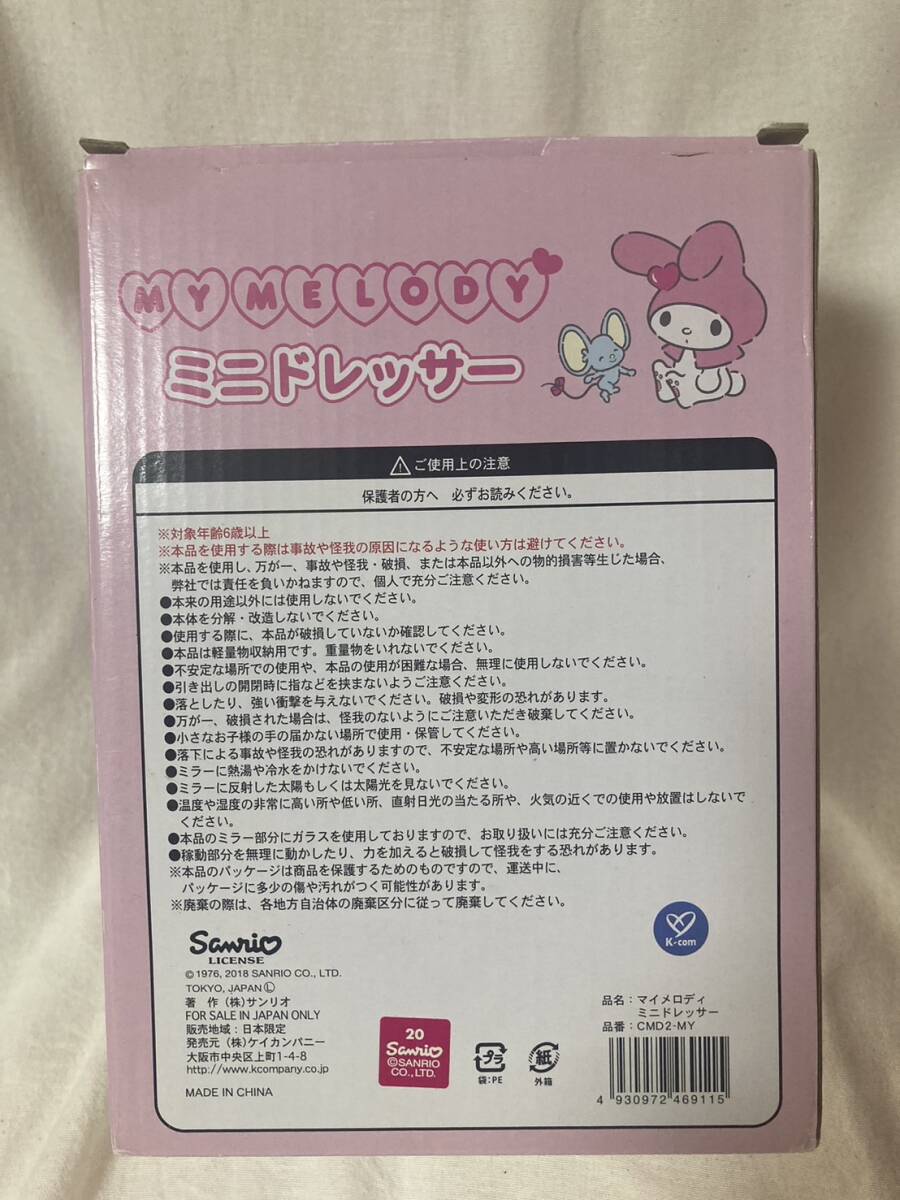 MY MELODY
ミニドレッサー
⚠ご使用上の注意
保護者の方へ 必ずお読みください。
※対象年齢6歳以上
※本品を使用する際は事故や怪我の原因になるような使い方は避けてください。
※本品を使用し、万が一、事故や怪我・破損、または本品以外への物的損害等生じた場合、
弊社では責任を負いかねますので、個人で充分ご注意ください。
●本来の用途以外には使用しないでください。
●本体を分解・改造しないでください。
●使用する際に、本品が破損していないか確認してください。
●本品は軽量物収納用です。重量物をいれないでください。
●不安定な場所での使用や、本品の使用が困難な場合、無理に使用しないでください。
●引き出しの開閉時に指などを挟まないようご注意ください。
●落としたり、強い衝撃を与えないでください。破損や変形の恐れがあります。
●万が一、破損された場合は、怪我のないようにご注意いただき破棄してください。
●小さなお子様の手の届かない場所で使用・保管してください。
●落下による事故や怪我の恐れがありますので、不安定な場所や高い場所等に置かないでください。
●ミラーに熱湯や冷水をかけないでください。
●ミラーに反射した太陽もしくは太陽光を見ないでください。
●温度や湿度の非常に高い所や低い所、直射日光の当たる所や、火気の近くでの使用や放置はしないで
ください。
●本品のミラー部分にガラスを使用しておりますので、お取り扱いには充分ご注意ください。
●稼動部分を無理に動かしたり、力を加えると破損して怪我をする恐れがあります。
※本品のパッケージは商品を保護するためのものですので、運送中に、
パッケージに多少の傷や汚れがつく可能性があります。
※廃棄の際は、各地方自治体の廃棄区分に従って廃棄してください。
Sanrio
LICENSE
©1976, 2018 SANRIO CO., LTD.
TOKYO, JAPAN Ⓛ
著 作 (株)サンリオ
FOR SALE IN JAPAN ONLY
販売地域:日本限定
発売元 (株)ケイカンパニー
大阪市中央区上町1-4-8
http://www.kcompany.co.jp
MADE IN CHINA
20
Sanrio
©SANRIO
CO., LTD.
プラ
袋:PE
紙
外箱
K-com
品名:マイメロディ
ミニドレッサー
品番:CMD2-MY
4 930972 469115